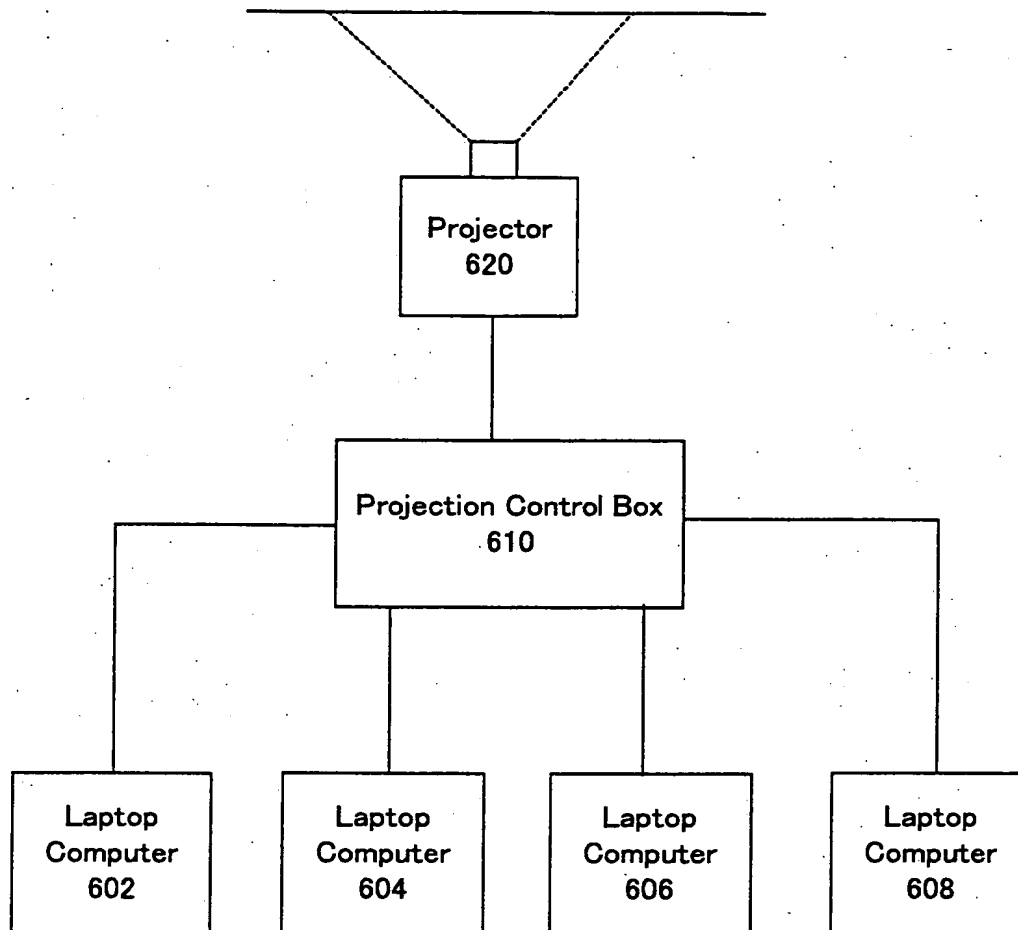 Projector
620
Projection Control Box
610
Laptop
Computer
602
Laptop
Computer
604
Laptop
Computer
606
Laptop
Computer
608